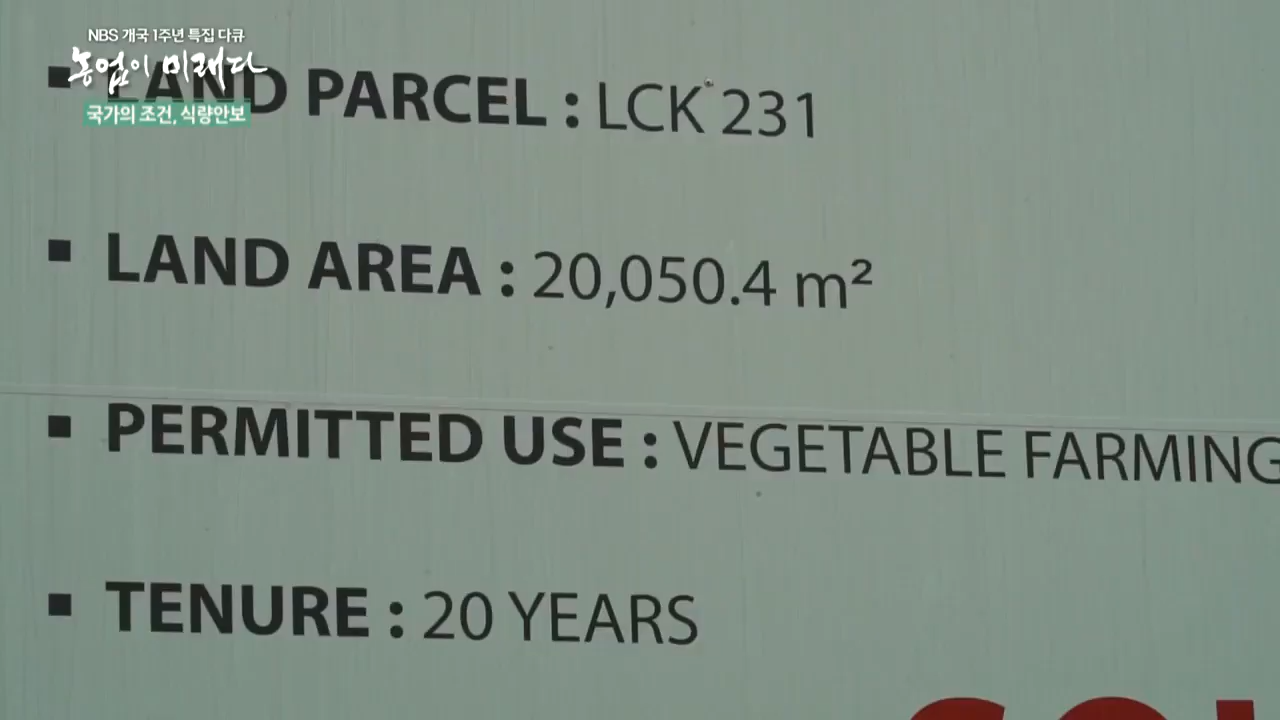 NBS 개국 1주년 특집 다큐
농업이 미래다
국가의 조건, 식량안보
▪ LAND PARCEL : LCK 231
▪ LAND AREA : 20,050.4 m²
▪ PERMITTED USE : VEGETABLE FARMING
▪ TENURE : 20 YEARS